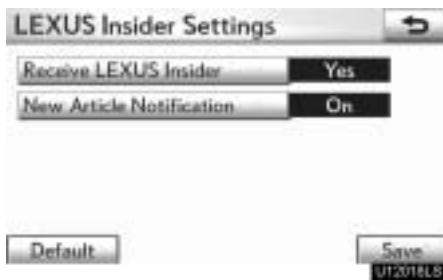 LEXUS Insider Settings
Receive LEXUS Insider Yes
New Article Notification On
Default Save
U12018LS